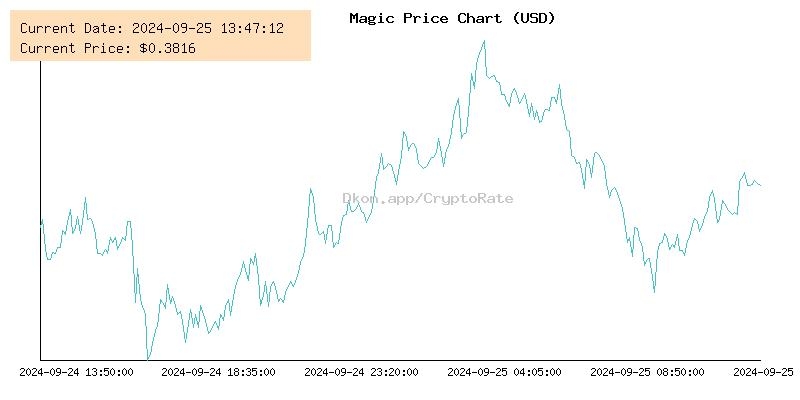 Magic Price Chart (USD)
Current Date: 2024-09-25 13:47:12
Current Price: $0.3816
Dkon.app/CryptoRate
2024-09-24 13:50:00 2024-09-24 18:35:00 2024-09-24 23:20:00 2024-09-25 04:05:00 2024-09-25 08:50:00 2024-09-25